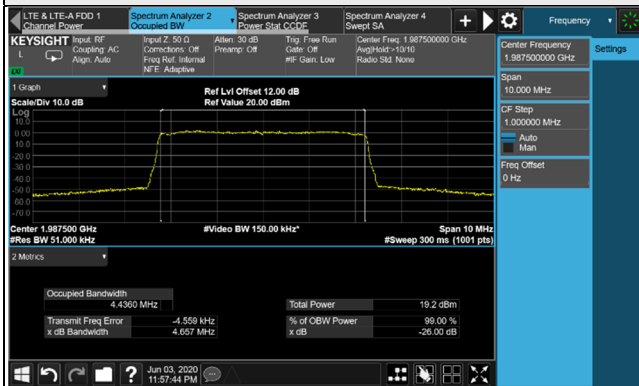 LTE & LTE-A FDD 1
Channel Power
Spectrum Analyzer 2
Occupied BW
Spectrum Analyzer 3
Power Stat CCDF
Spectrum Analyzer 4
Swept SA
Frequency
KEYSIGHT
L
LV
Input: RF
Coupling: AC
Align: Auto
Input Z: 50 Ω
Corrections: Off
Freq Ref: Internal
NFE: Adaptive
Atten: 30 dB
Preamp: Off
Trig: Free Run
Gate: Off
#IF Gain: Low
Center Freq: 1.987500000 GHz
Avg|Hold:>10/10
Radio Std: None
Center Frequency
1.987500000 GHz
Settings
Span
10.000 MHz
CF Step
1.000000 MHz
Auto
Man
Freq Offset
0 Hz
1 Graph
Scale/Div 10.0 dB
Ref Lvl Offset 12.00 dB
Ref Value 20.00 dBm
Log
10.0
0.00
-10.0
-20.0
-30.0
-40.0
-50.0
-60.0
-70.0
Center 1.987500 GHz
#Video BW 150.00 kHz*
Span 10 MHz
#Res BW 51.000 kHz
#Sweep 300 ms (1001 pts)
2 Metrics
Occupied Bandwidth
4.4360 MHz
Total Power 19.2 dBm
Transmit Freq Error -4.559 kHz
% of OBW Power 99.00 %
x dB Bandwidth 4.657 MHz
x dB -26.00 dB
?
Jun 03, 2020
11:57:44 PM